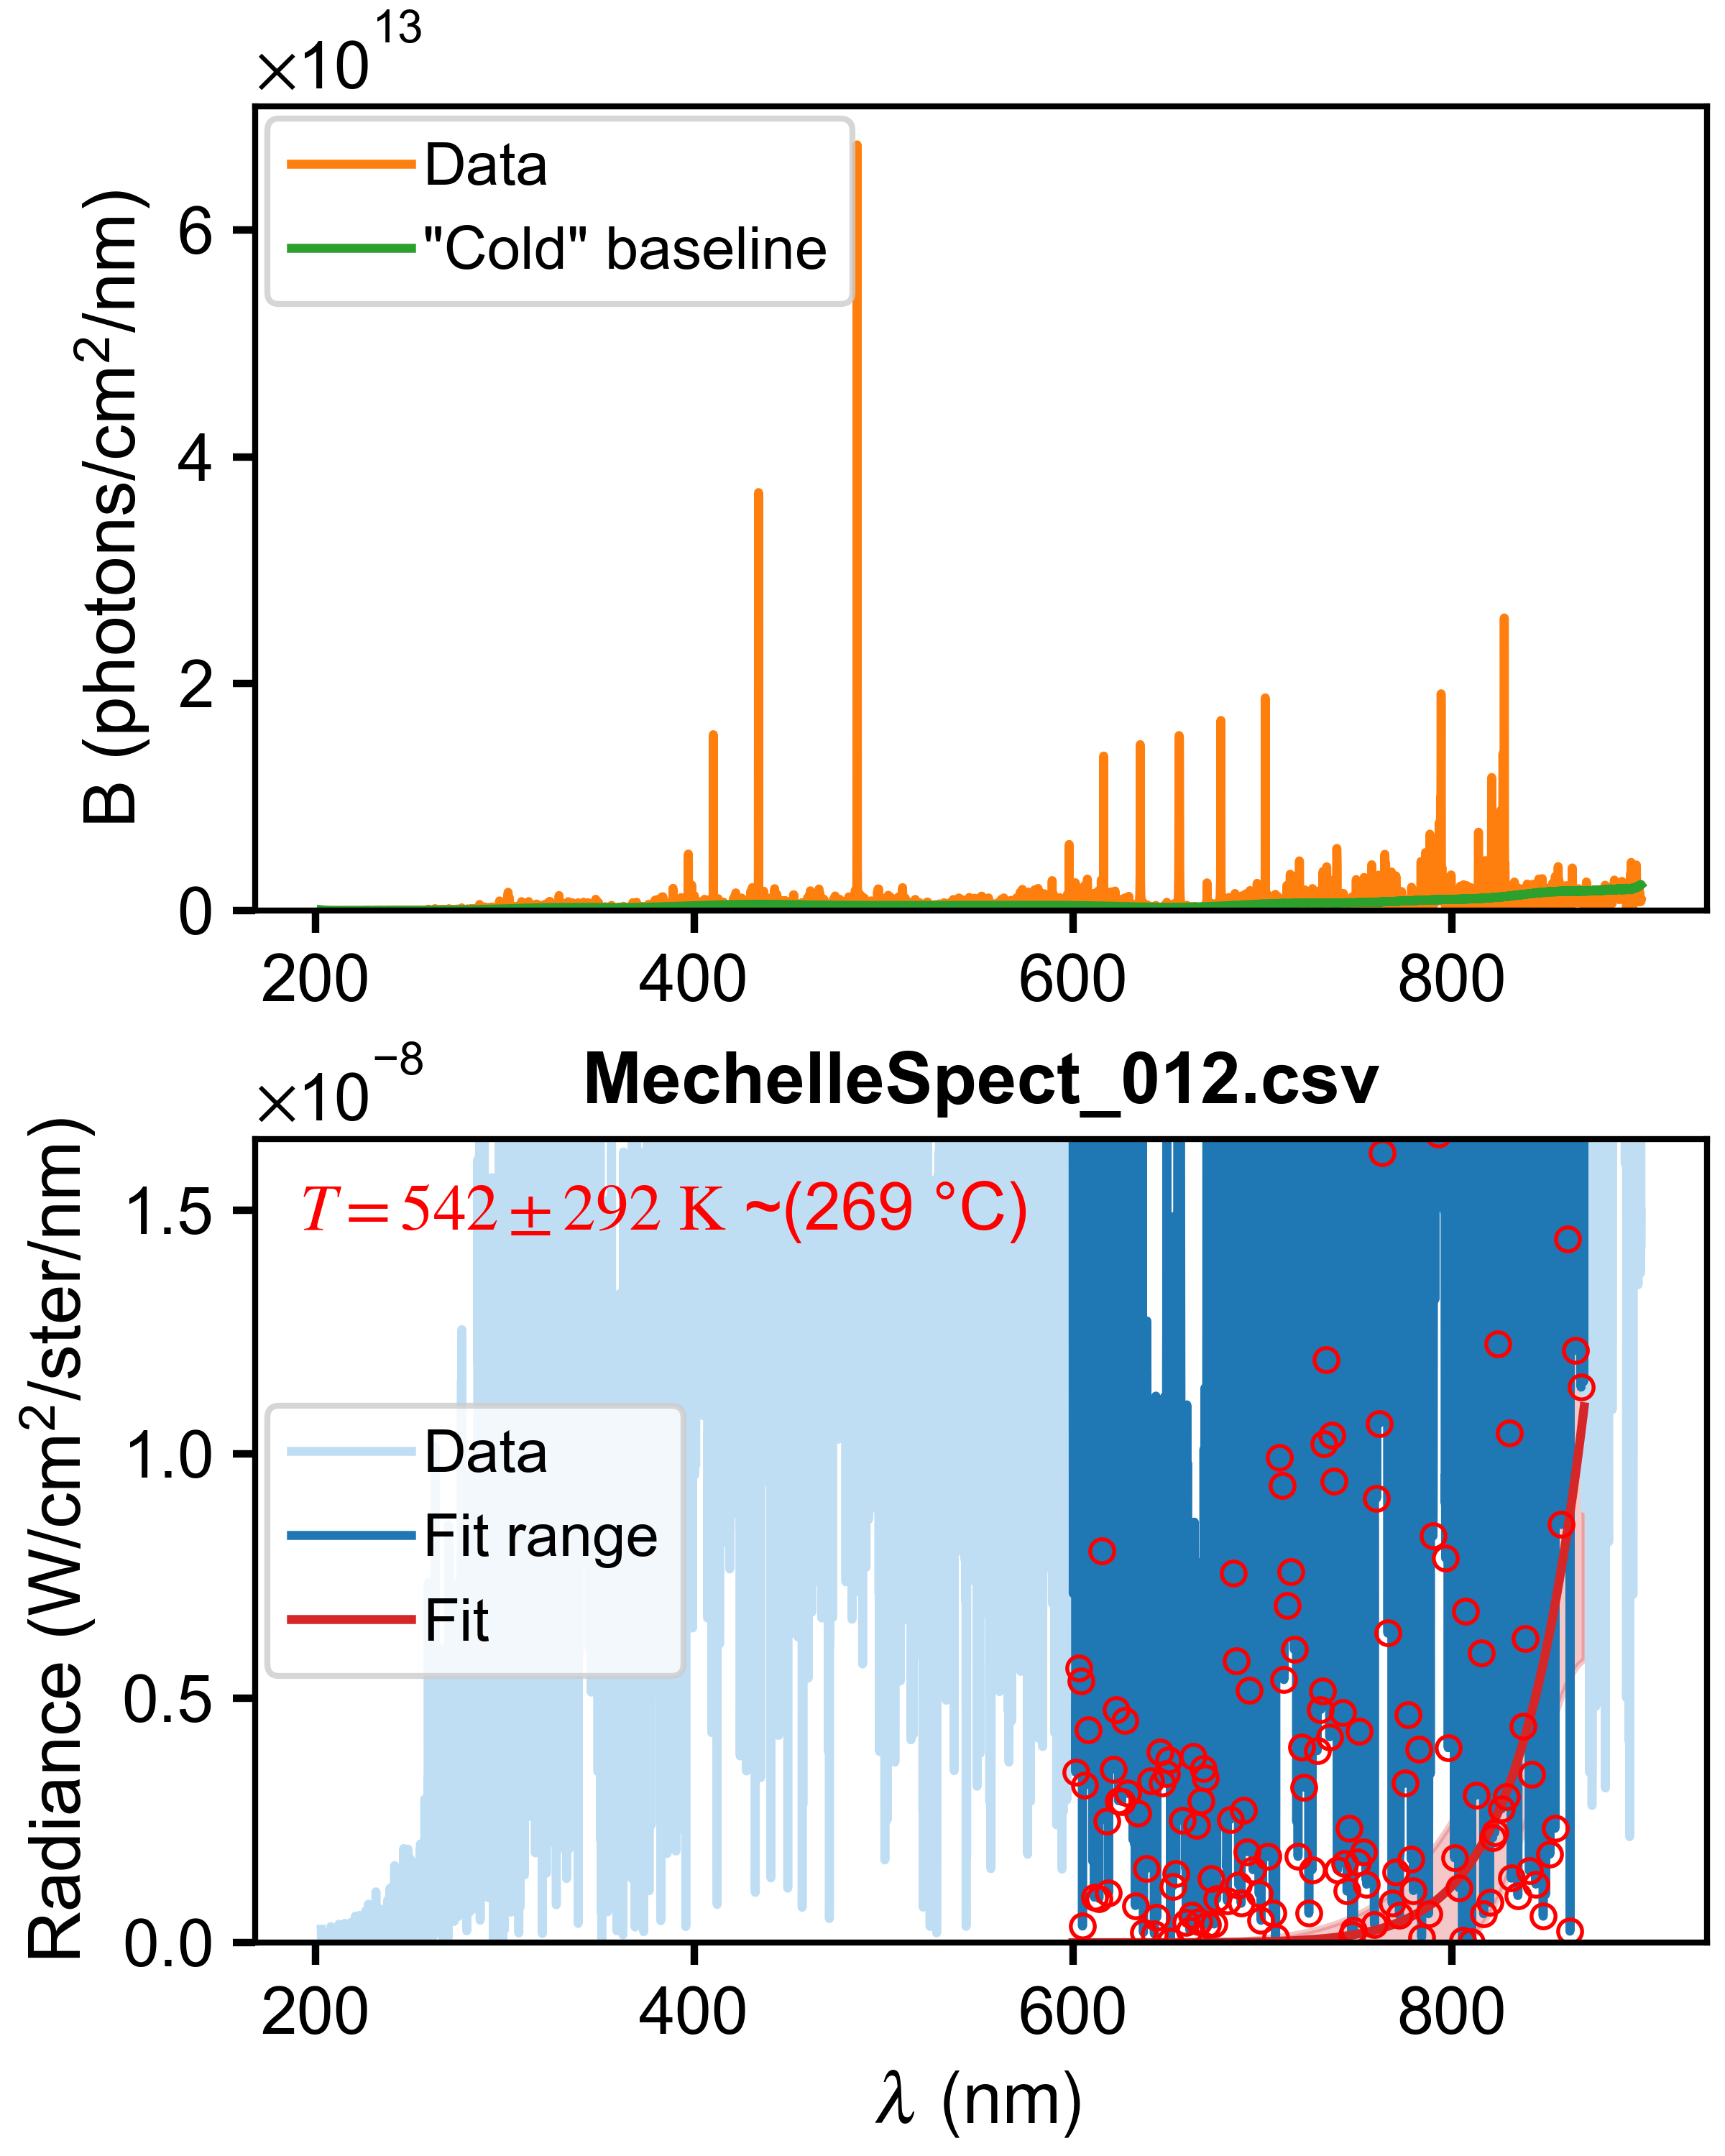 ×10¹³
B (photons/cm²/nm)
6
4
2
0
Data
"Cold" baseline
200 400 600 800
×10⁻⁸
MechelleSpect_012.csv
Radiance (W/cm²/ster/nm)
1.5
1.0
0.5
0.0
T = 542 ± 292 K ~(269 °C)
Data
Fit range
Fit
200 400 600 800
λ (nm)